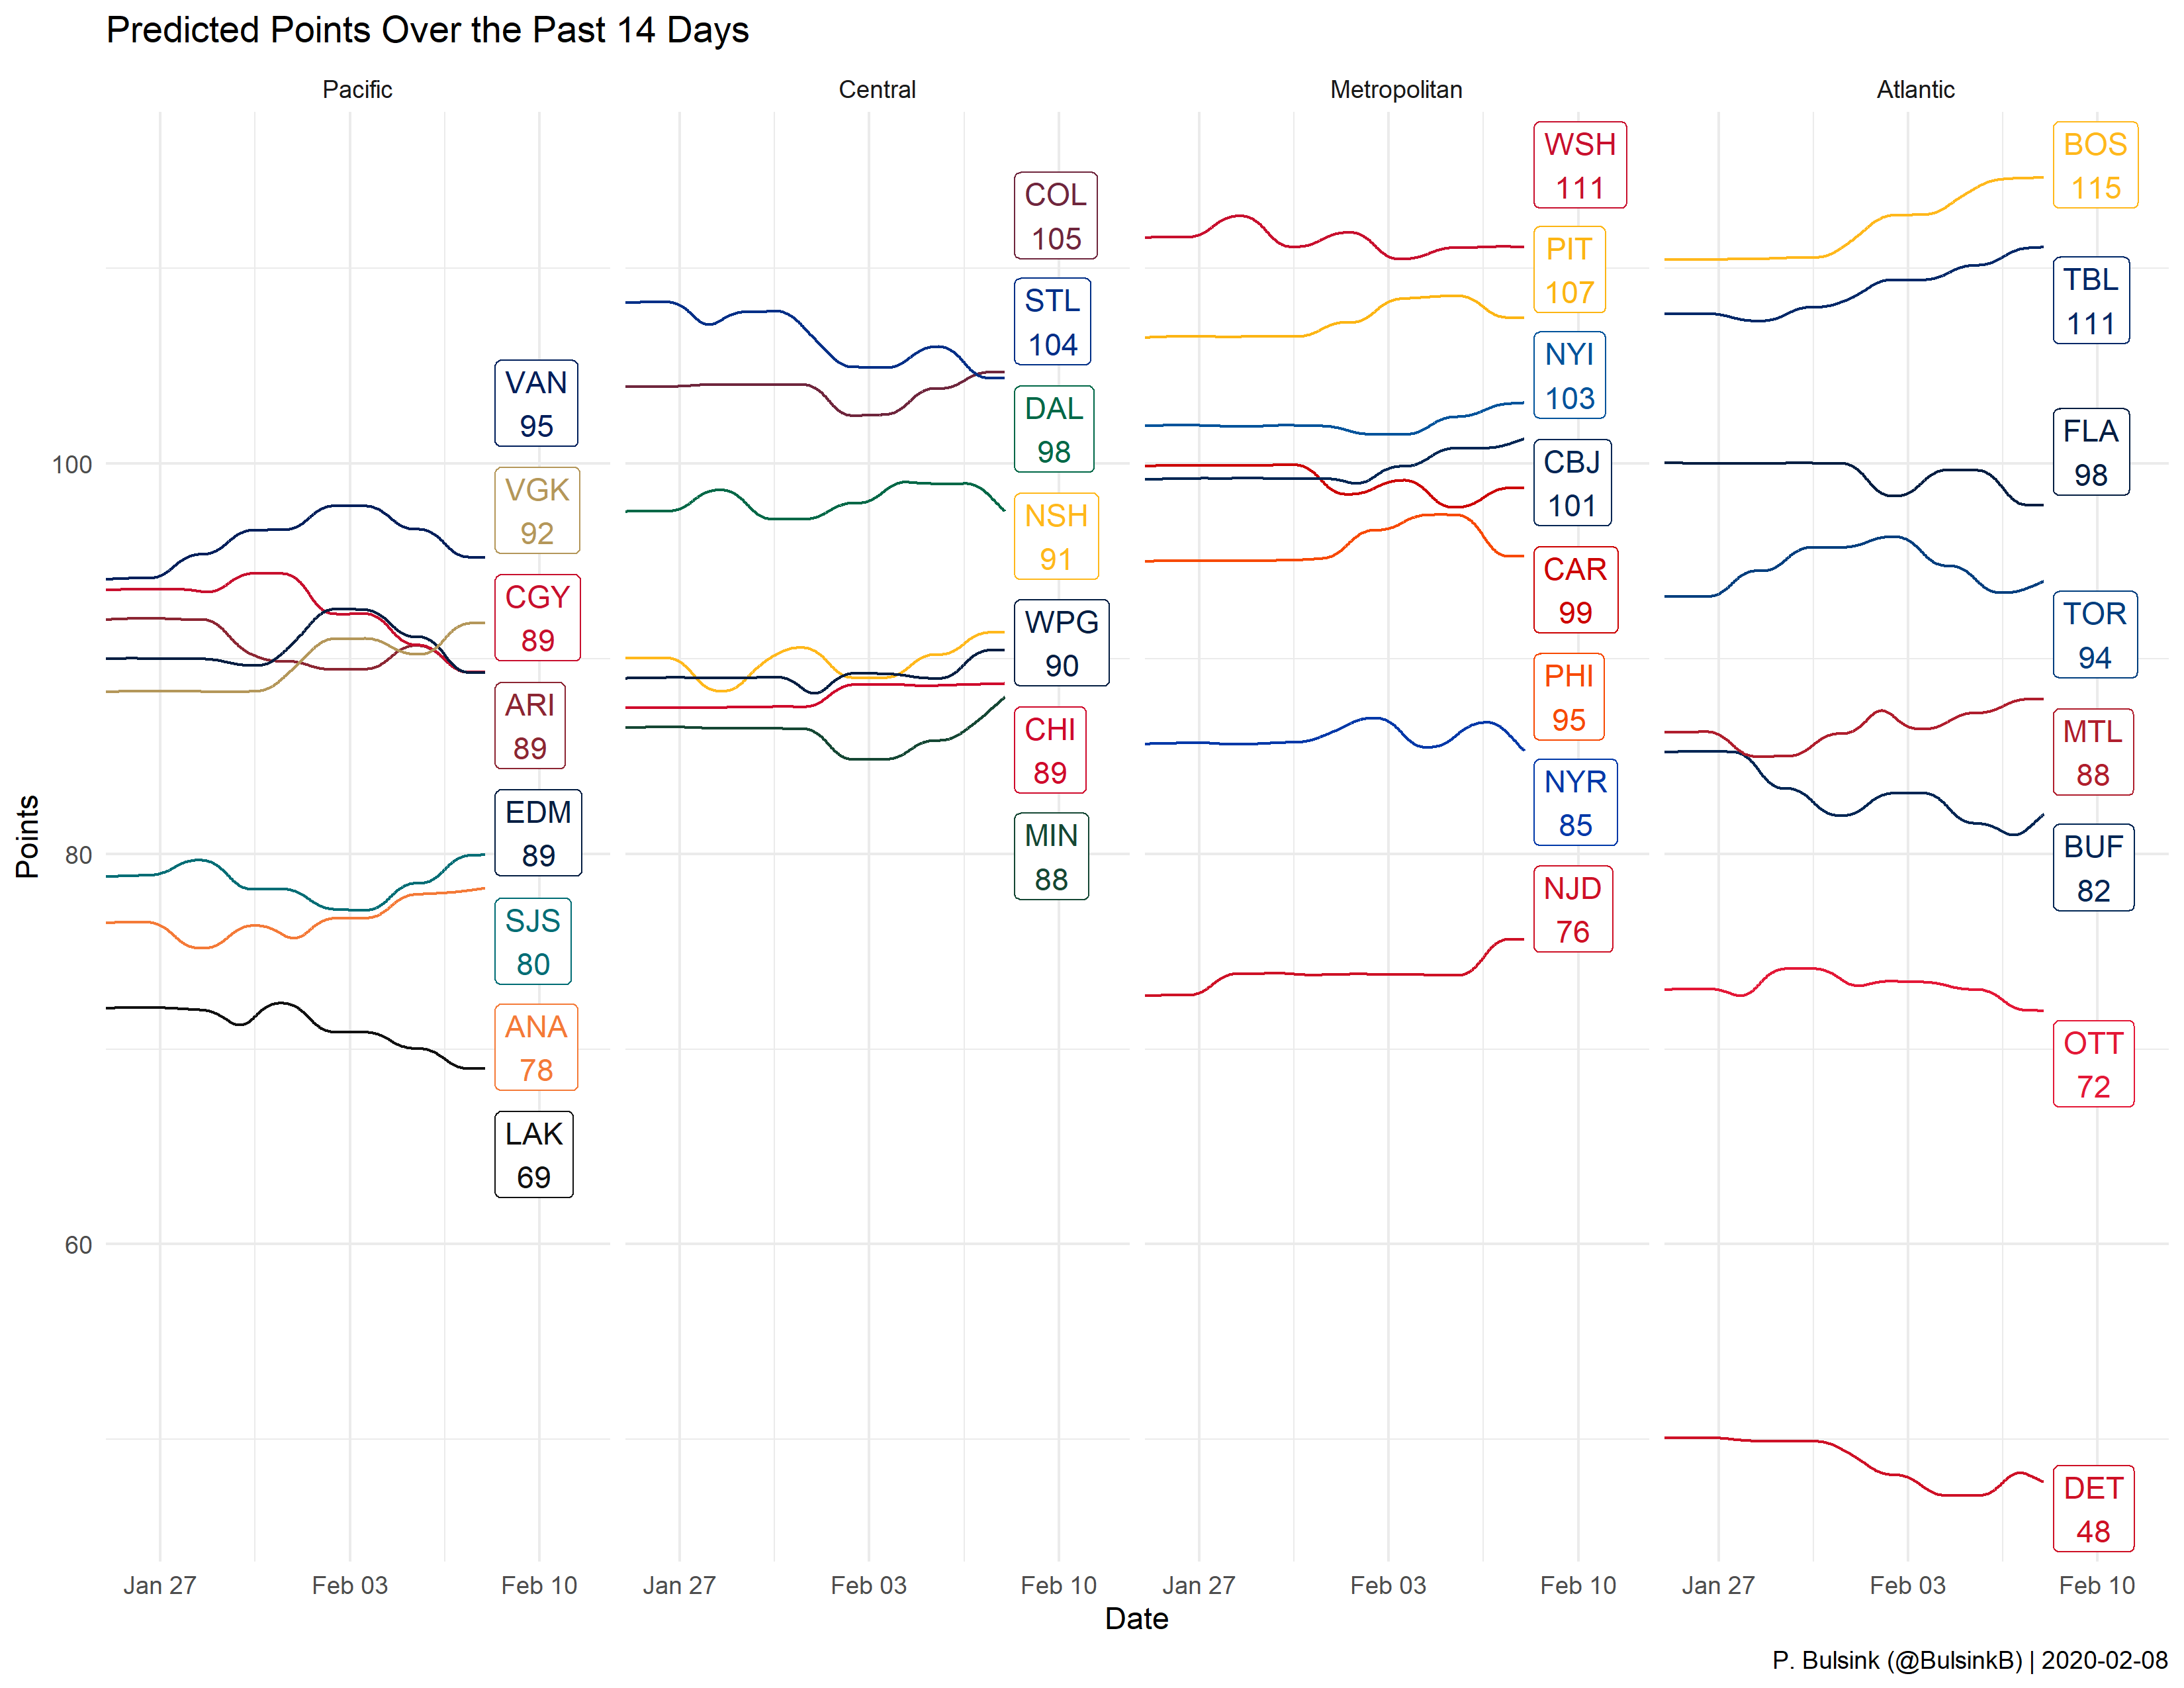 Predicted Points Over the Past 14 Days
Pacific
Central
Metropolitan
Atlantic
Points
100
80
60
VAN
95
VGK
92
CGY
89
ARI
89
EDM
89
SJS
80
ANA
78
LAK
69
COL
105
STL
104
DAL
98
NSH
91
WPG
90
CHI
89
MIN
88
WSH
111
PIT
107
NYI
103
CBJ
101
CAR
99
PHI
95
NYR
85
NJD
76
BOS
115
TBL
111
FLA
98
TOR
94
MTL
88
BUF
82
OTT
72
DET
48
Jan 27 Feb 03 Feb 10 Jan 27 Feb 03 Feb 10 Jan 27 Feb 03 Feb 10 Jan 27 Feb 03 Feb 10
Date
P. Bulsink (@BulsinkB) | 2020-02-08